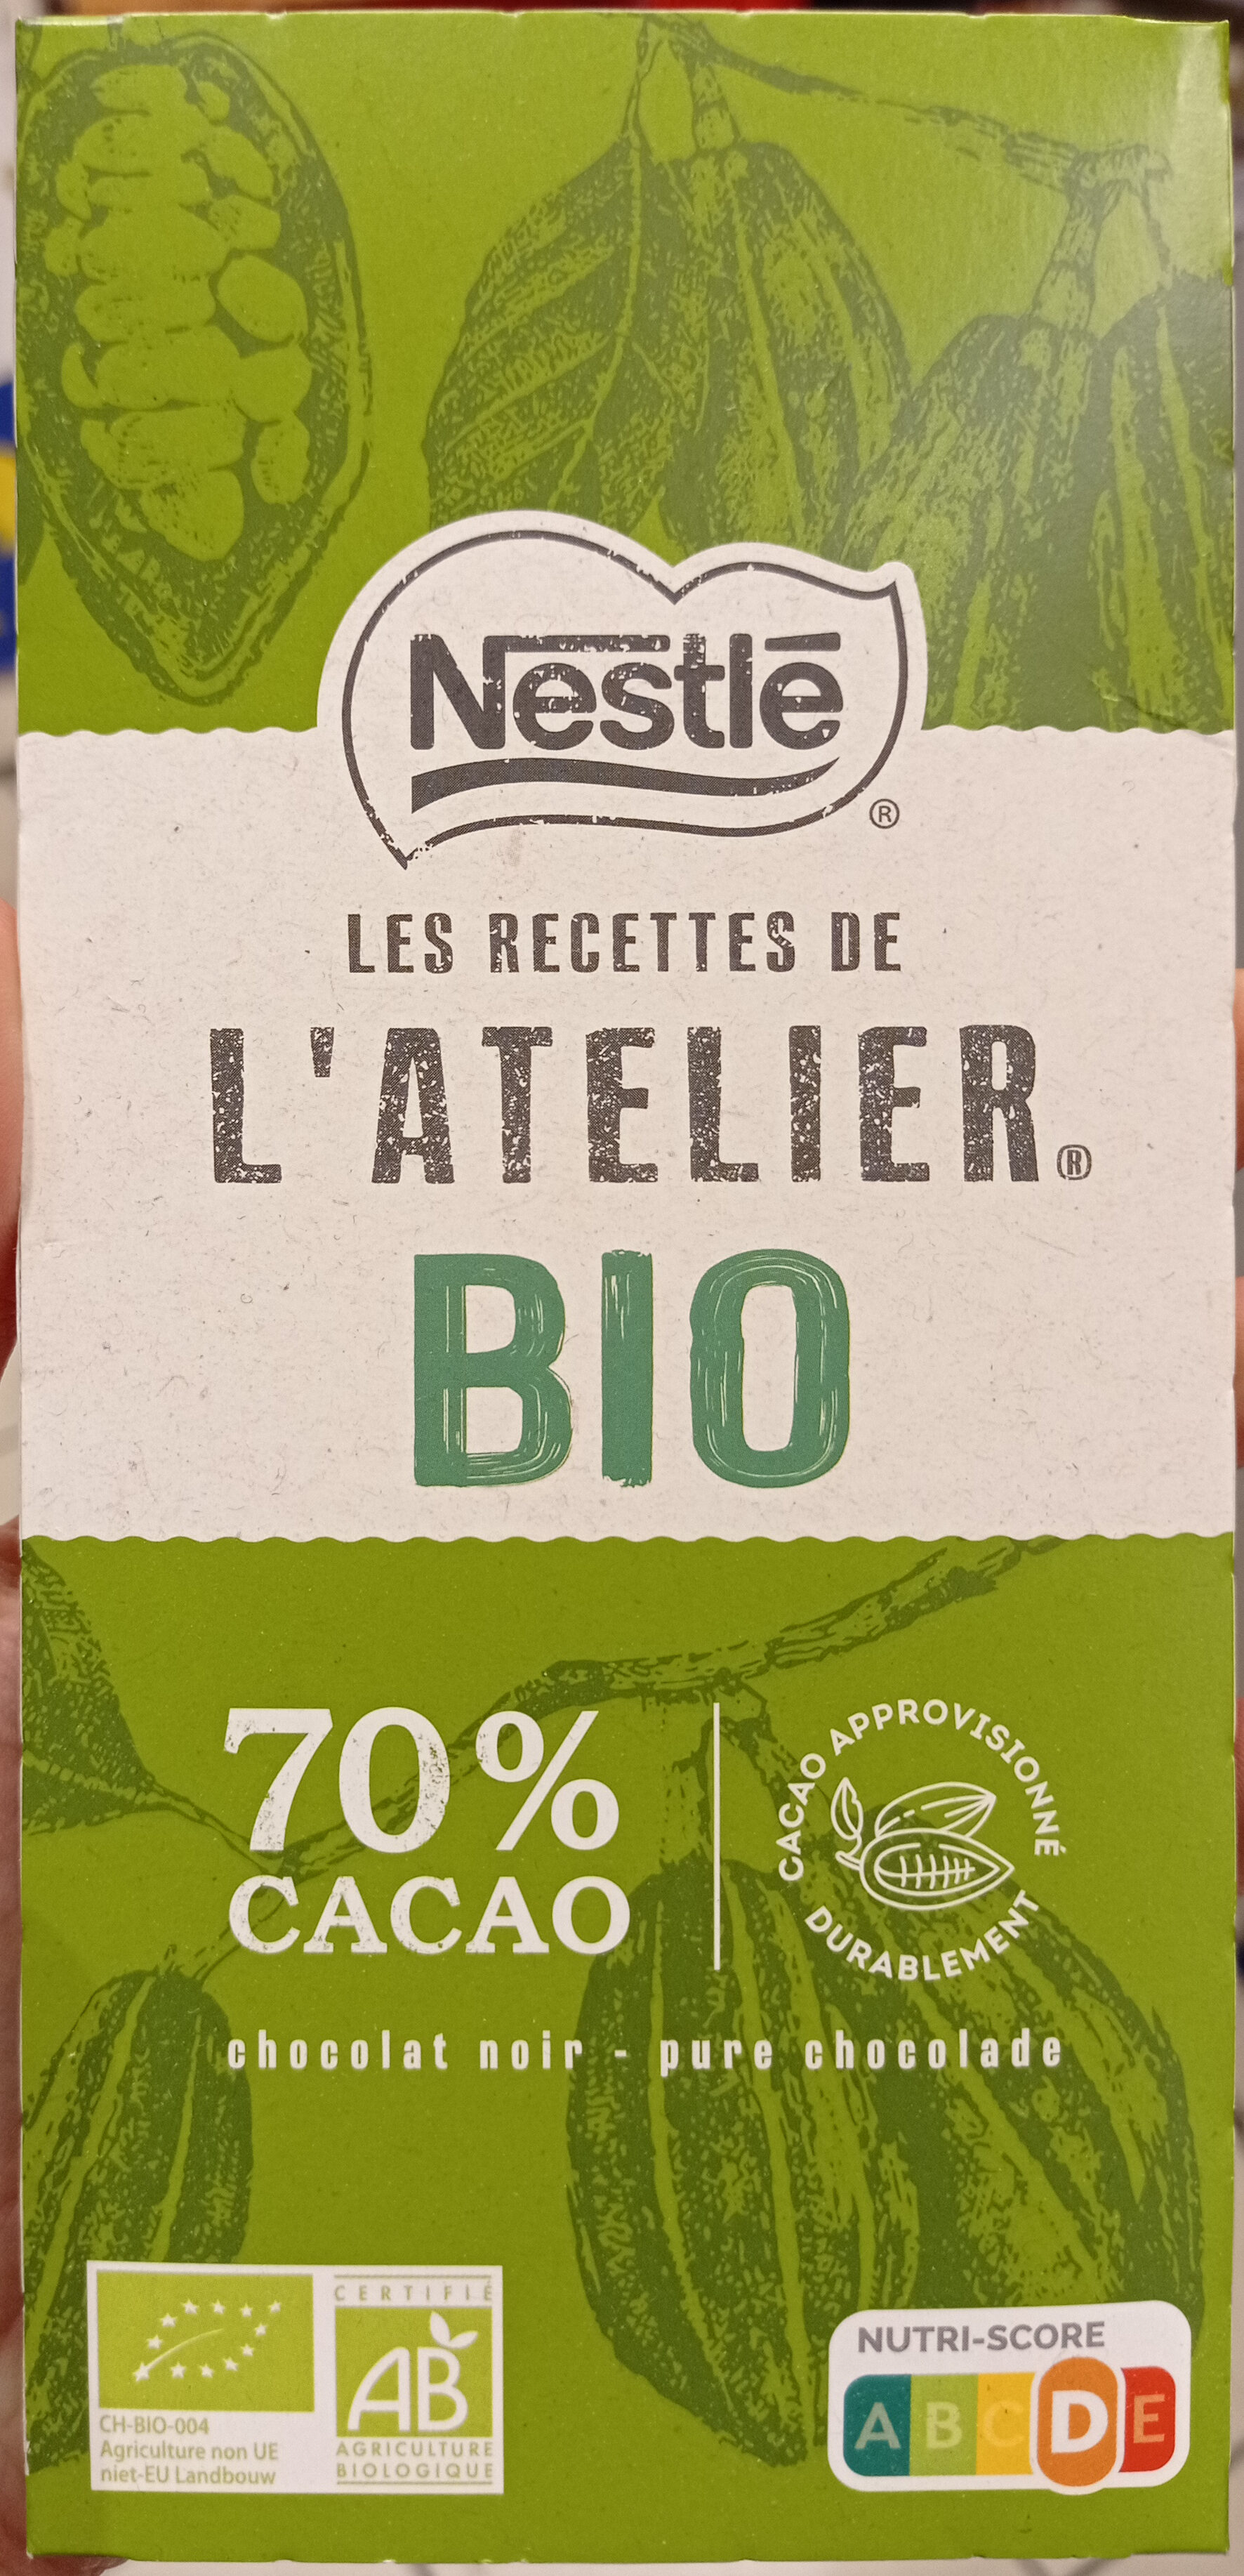 Nestlé
®
LES RECETTES DE
L'ATELIER®
BIO
70%
CACAO
CACAO APPROVISIONNÉ
DURABLEMENT
chocolat noir - pure chocolade
CH-BIO-004
Agriculture non UE
niet-EU Landbouw
CERTIFIÉ
AB
AGRICULTURE
BIOLOGIQUE
NUTRI-SCORE
A B C D E